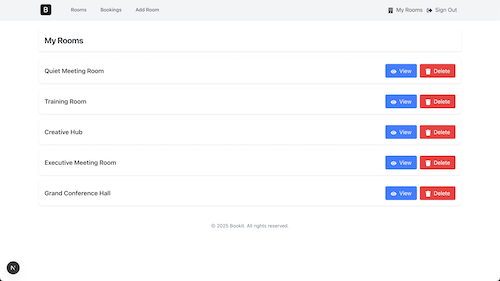 B Rooms Bookings Add Room My Rooms Sign Out
My Rooms
Quiet Meeting Room View Delete
Training Room View Delete
Creative Hub View Delete
Executive Meeting Room View Delete
Grand Conference Hall View Delete
© 2025 Bookit. All rights reserved.
N